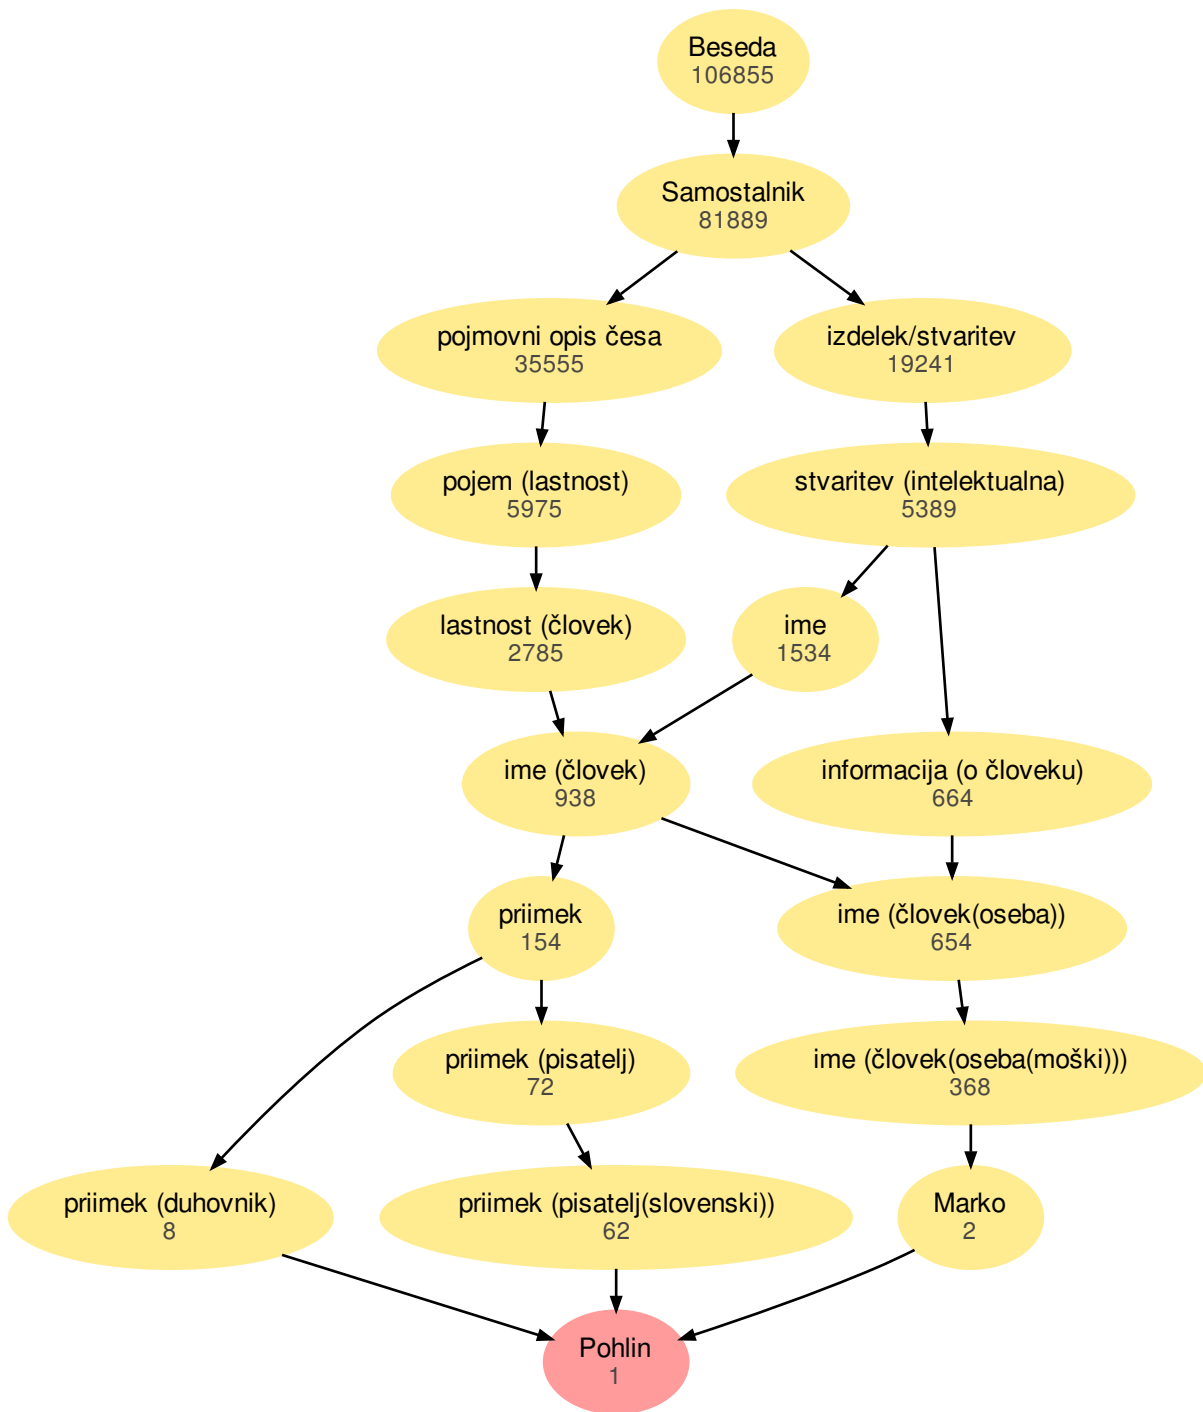 Beseda
106855
Samostalnik
81889
pojmovni opis česa
35555
izdelek/stvaritev
19241
pojem (lastnost)
5975
stvaritev (intelektualna)
5389
lastnost (človek)
2785
ime
1534
ime (človek)
938
informacija (o človeku)
664
priimek
154
ime (človek(oseba))
654
priimek (pisatelj)
72
ime (človek(oseba(moški)))
368
priimek (duhovnik)
8
priimek (pisatelj(slovenski))
62
Marko
2
Pohlin
1